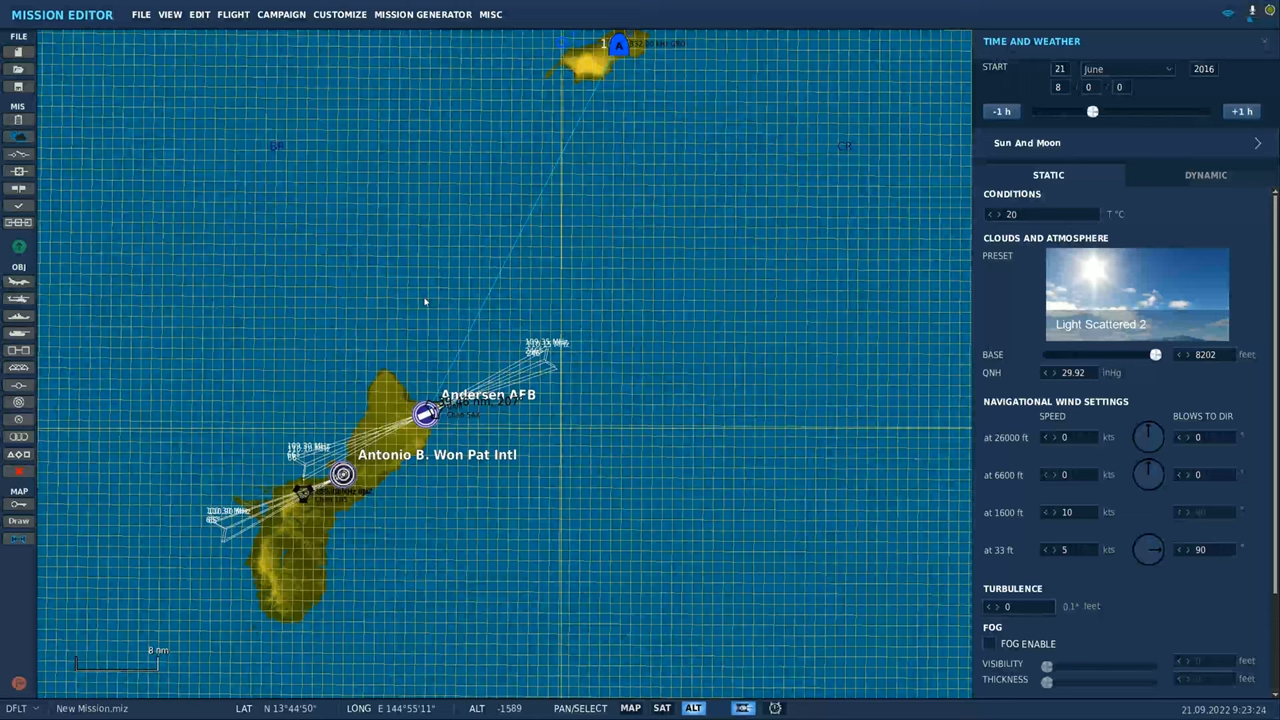 MISSION EDITOR FILE VIEW EDIT FLIGHT CAMPAIGN CUSTOMIZE MISSION GENERATOR MISC
FILE
MIS
OBJ
MAP
Draw
1 A
BR
CR
Andersen AFB
Antonio B. Won Pat Intl
8 nm
TIME AND WEATHER
START 21 June 2016
8 / 0 / 0
-1 h +1 h
Sun And Moon
STATIC DYNAMIC
CONDITIONS
20 T °C
CLOUDS AND ATMOSPHERE
PRESET
Light Scattered 2
BASE 8202 feet
QNH 29.92 inHg
NAVIGATIONAL WIND SETTINGS
SPEED BLOWS TO DIR
at 26000 ft 0 kts 0 °
at 6600 ft 0 kts 0 °
at 1600 ft 10 kts °
at 33 ft 5 kts 90 °
TURBULENCE
0 0.1* feet
FOG
FOG ENABLE
VISIBILITY 0 feet
THICKNESS 0 feet
DFLT New Mission.miz LAT N 13°44'50" LONG E 144°55'11" ALT -1589 PAN/SELECT MAP SAT ALT 21.09.2022 9:23:24